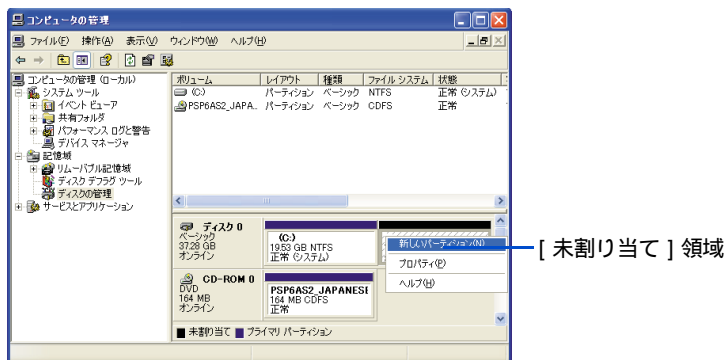 コンピュータの管理
ファイル(F) 操作(A) 表示(V) ウィンドウ(W) ヘルプ(H)
コンピュータの管理 (ローカル)
システム ツール
イベント ビューア
共有フォルダ
パフォーマンス ログと警告
デバイス マネージャ
記憶域
リムーバブル記憶域
ディスク デフラグ ツール
ディスクの管理
サービスとアプリケーション
ボリューム レイアウト 種類 ファイル システム 状態
(C:) パーティション ベーシック NTFS 正常 (システム)
PSP6AS2_JAPA... パーティション ベーシック CDFS 正常
ディスク 0
ベーシック
37.28 GB
オンライン
(C:)
19.53 GB NTFS
正常 (システム)
新しいパーティション(N)
プロパティ(P)
ヘルプ(H)
[ 未割り当て ] 領域
CD-ROM 0
DVD
164 MB
オンライン
PSP6AS2_JAPANESE
164 MB CDFS
正常
未割り当て プライマリ パーティション